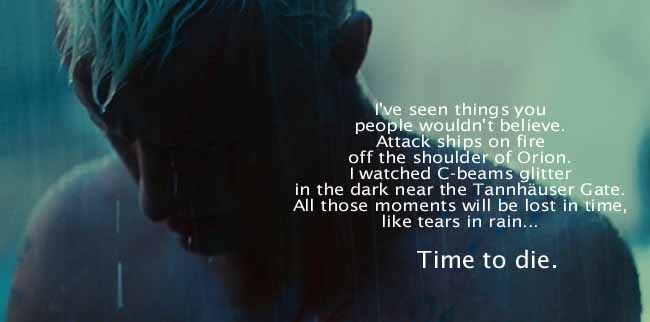 I've seen things you
people wouldn't believe.
Attack ships on fire
off the shoulder of Orion.
I watched C-beams glitter
in the dark near the Tannhäuser Gate.
All those moments will be lost in time,
like tears in rain...
Time to die.